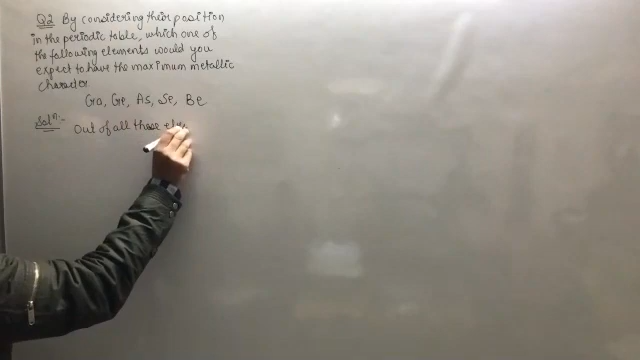 Q2 By considering their position
in the periodic table, which one of
the following elements would you
expect to have the maximum metallic
character
Ga, Ge, As, Se, Be
Solⁿ:- Out of all these ele